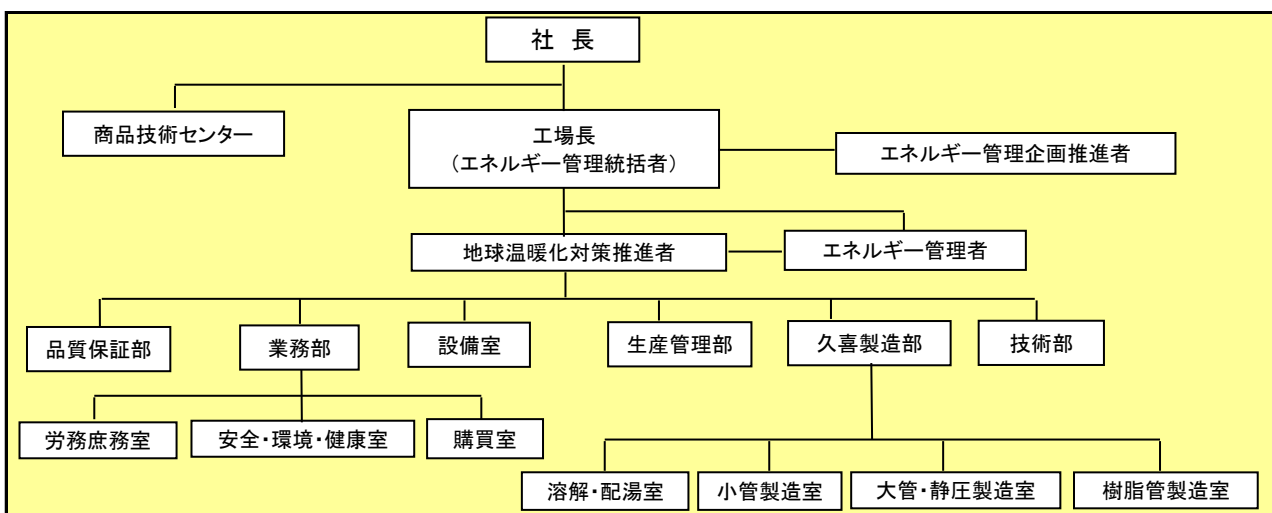 社 長
商品技術センター
工場長
（エネルギー管理統括者）
エネルギー管理企画推進者
地球温暖化対策推進者
エネルギー管理者
品質保証部
業務部
設備室
生産管理部
久喜製造部
技術部
労務庶務室
安全・環境・健康室
購買室
溶解・配湯室
小管製造室
大管・静圧製造室
樹脂管製造室